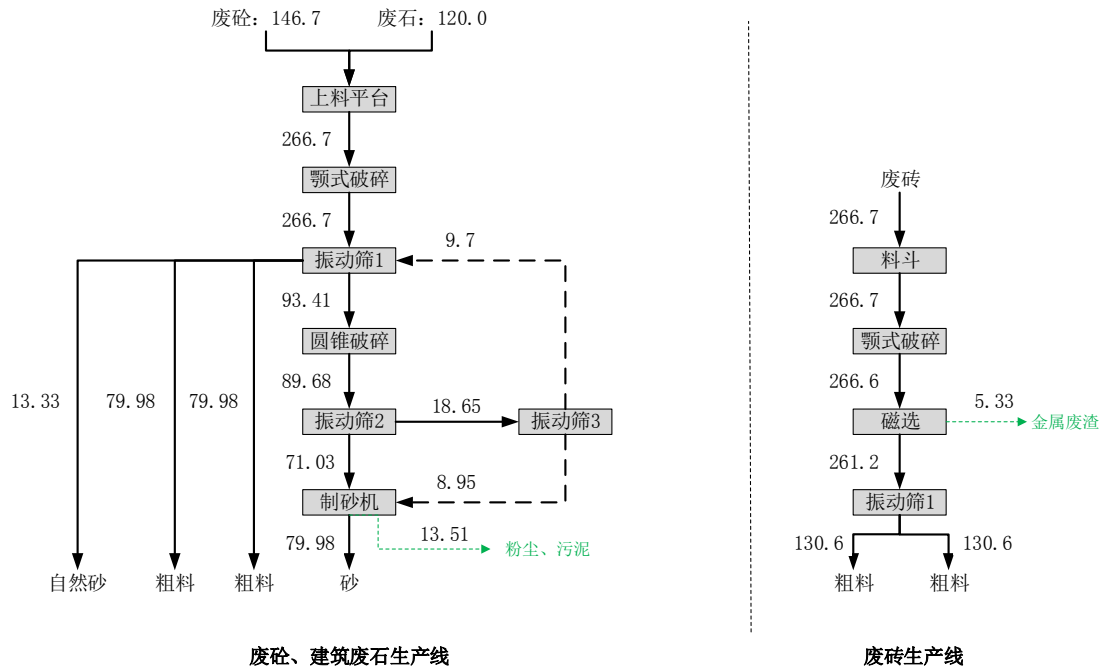 废砼：146.7
废石：120.0
上料平台
266.7
颚式破碎
266.7
振动筛1
9.7
93.41
圆锥破碎
89.68
13.33
79.98
79.98
振动筛2
18.65
振动筛3
71.03
8.95
制砂机
13.51
粉尘、污泥
79.98
自然砂
粗料
粗料
砂
废砼、建筑废石生产线
废砖
266.7
料斗
266.7
颚式破碎
266.6
磁选
5.33
金属废渣
261.2
振动筛1
130.6
130.6
粗料
粗料
废砖生产线